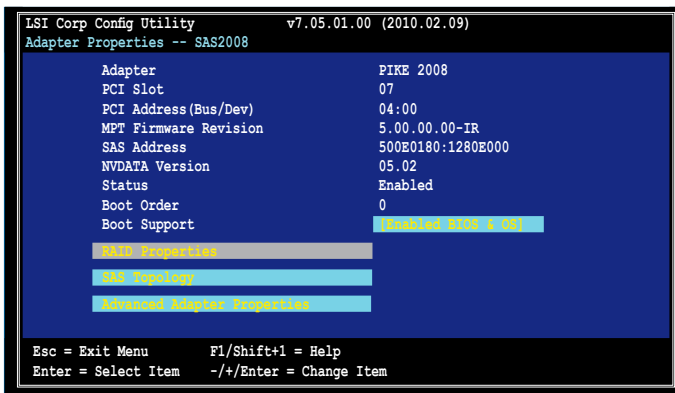 LSI Corp Config Utility v7.05.01.00 (2010.02.09)
Adapter Properties -- SAS2008
Adapter PIKE 2008
PCI Slot 07
PCI Address(Bus/Dev) 04:00
MPT Firmware Revision 5.00.00.00-IR
SAS Address 500E0180:1280E000
NVDATA Version 05.02
Status Enabled
Boot Order 0
Boot Support [Enabled BIOS & OS]
RAID Properties
SAS Topology
Advanced Adapter Properties
Esc = Exit Menu F1/Shift+1 = Help
Enter = Select Item -/+/Enter = Change Item